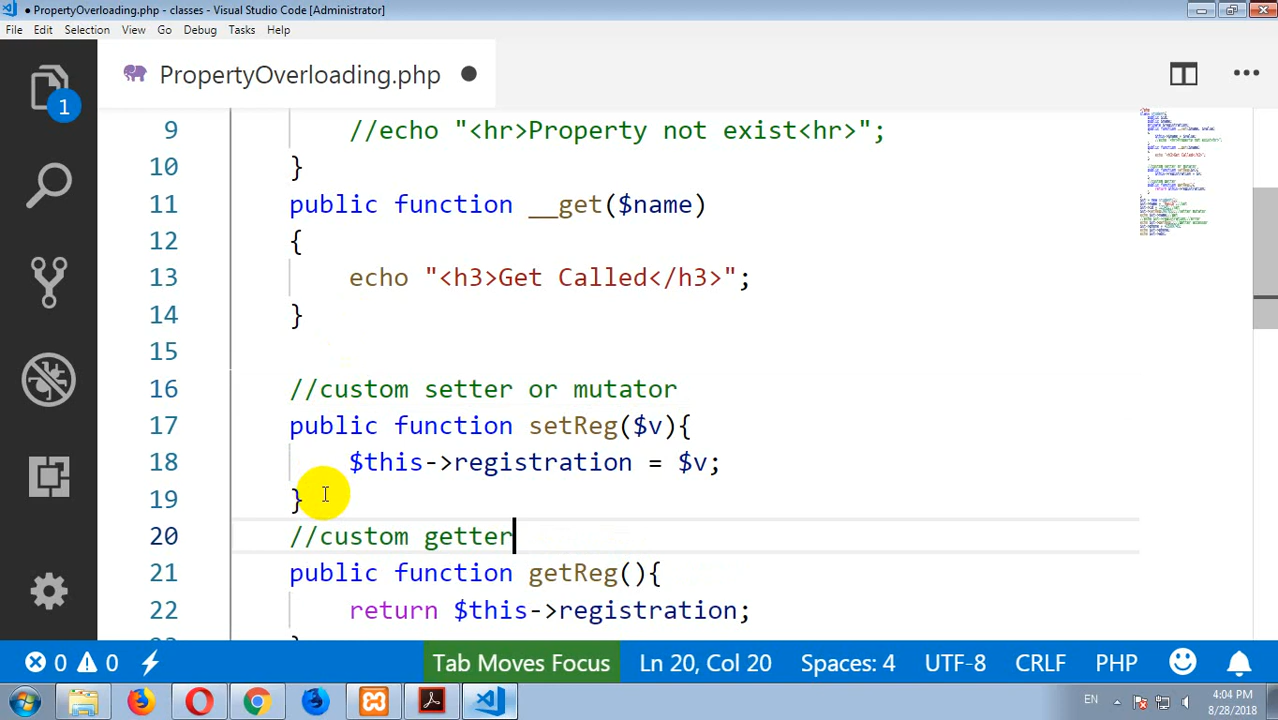 ● PropertyOverloading.php - classes - Visual Studio Code [Administrator]
File Edit Selection View Go Debug Tasks Help
PropertyOverloading.php ●
1
9 //echo "<hr>Property not exist<hr>";
10 }
11 public function __get($name)
12 {
13 echo "<h3>Get Called</h3>";
14 }
15
16 //custom setter or mutator
17 public function setReg($v){
18 $this->registration = $v;
19 }
20 //custom getter
21 public function getReg(){
22 return $this->registration;
0 0 Tab Moves Focus Ln 20, Col 20 Spaces: 4 UTF-8 CRLF PHP
EN 4:04 PM
8/28/2018